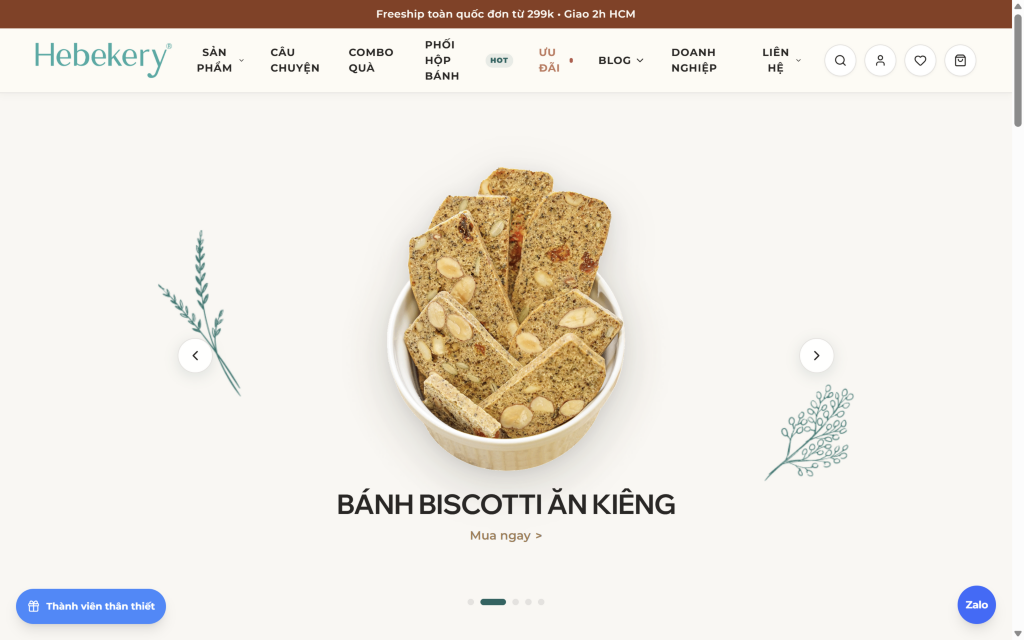 Freeship toàn quốc đơn từ 299k • Giao 2h HCM
Hebekery®
SẢN PHẨM
CÂU CHUYỆN
COMBO QUÀ
PHỐI HỘP BÁNH
HOT
ƯU ĐÃI
BLOG
DOANH NGHIỆP
LIÊN HỆ
BÁNH BISCOTTI ĂN KIÊNG
Mua ngay >
Thành viên thân thiết
Zalo